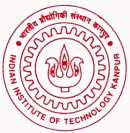 भारतीय प्रौद्योगिकी संस्थान कानपुर
INDIAN INSTITUTE OF TECHNOLOGY KANPUR